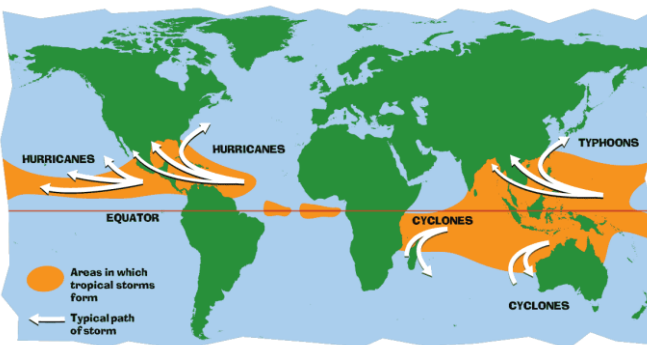 HURRICANES
HURRICANES
TYPHOONS
EQUATOR
CYCLONES
CYCLONES
Areas in which
tropical storms
form
Typical path
of storm